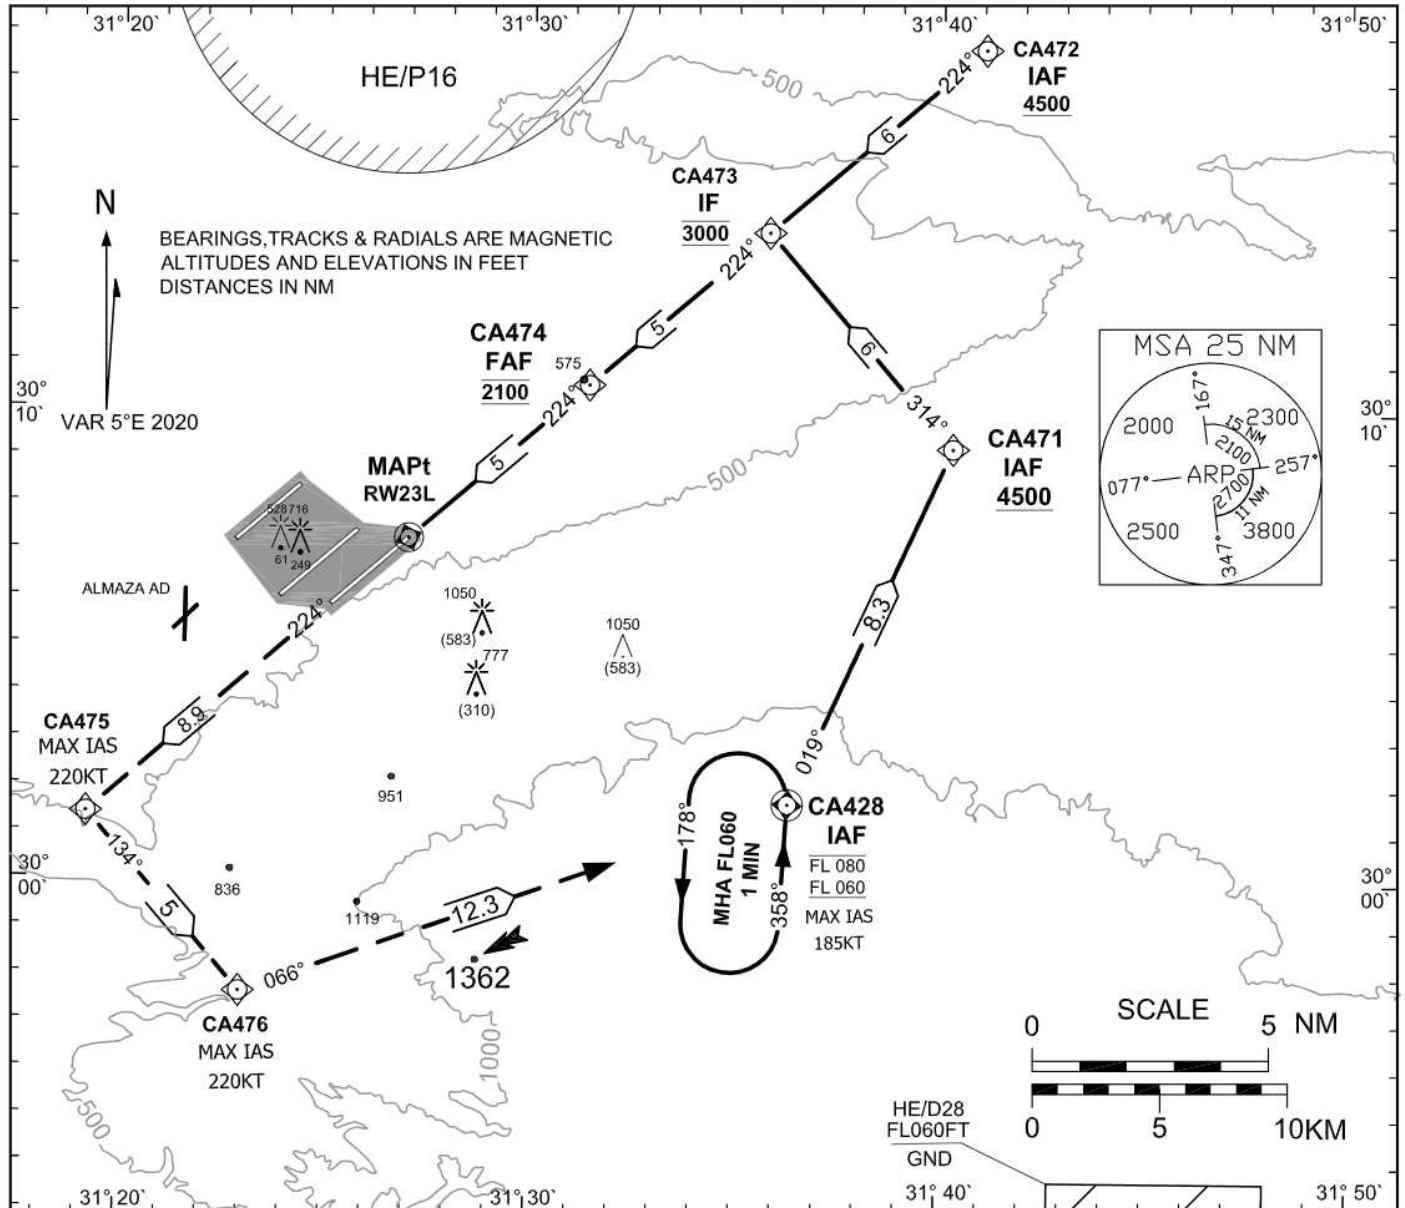 31°20`
31°30`
31°40`
31°50`
HE/P16
500
224°
CA472
IAF
4500
6
CA473
IF
3000
N
BEARINGS,TRACKS & RADIALS ARE MAGNETIC
ALTITUDES AND ELEVATIONS IN FEET
DISTANCES IN NM
224°
5
6
CA474
FAF
2100
575
224°
MSA 25 NM
167°
2000
2300
15 NM
2100
077°
ARP
257°
2700
11 NM
2500
3800
347°
30°
10`
VAR 5°E 2020
314°
30°
10`
CA471
IAF
4500
5
500
MAPt
RW23L
528
716
61
249
ALMAZA AD
224°
1050
(583)
1050
(583)
777
(310)
8.3
8.9
CA475
MAX IAS
220KT
019°
951
CA428
IAF
FL 080
FL 060
MAX IAS
185KT
178°
MHA FL060
1 MIN
358°
134°
30°
00`
836
30°
00`
5
1119
12.3
066°
1362
CA476
MAX IAS
220KT
1000
500
SCALE
0
5
NM
0
5
10KM
HE/D28
FL060FT
GND
31°20`
31°30`
31°40`
31°50`